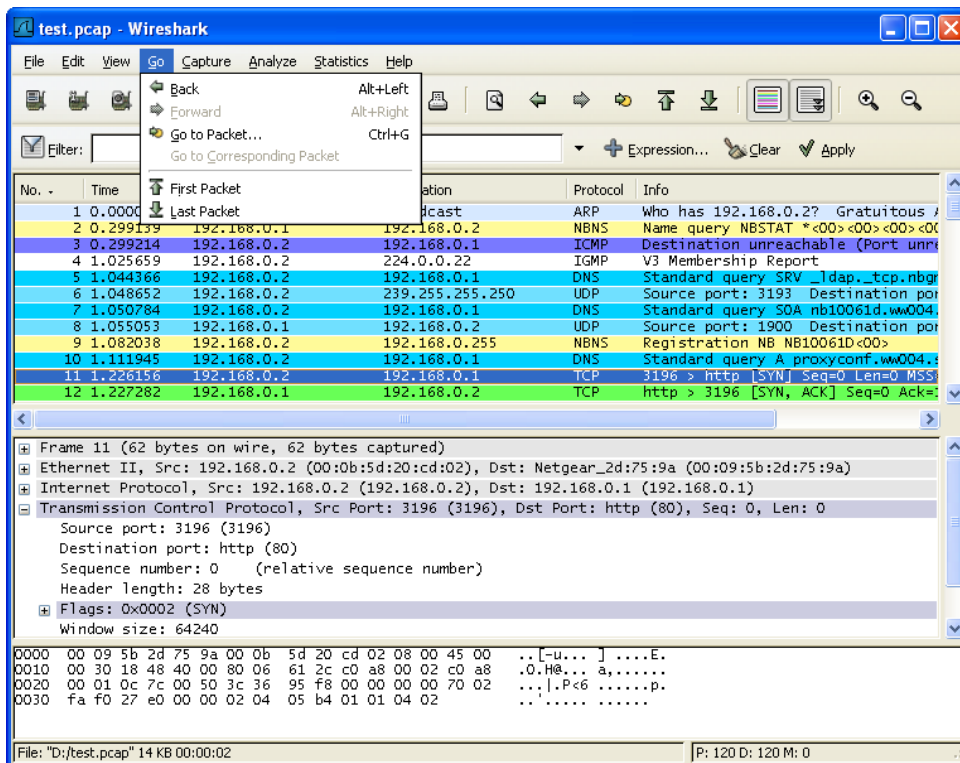 test.pcap - Wireshark
File Edit View Go Capture Analyze Statistics Help
Back Alt+Left
Forward Alt+Right
Go to Packet... Ctrl+G
Go to Corresponding Packet
First Packet
Last Packet
Filter: Expression... Clear Apply
No. Time Protocol Info
1 ARP Who has 192.168.0.2? Gratuitous
2 0.299139 192.168.0.1 192.168.0.2 NBNS Name query NBSTAT *<00><00><00><00
3 0.299214 192.168.0.2 192.168.0.1 ICMP Destination unreachable (Port unre
4 1.025659 192.168.0.2 224.0.0.22 IGMP V3 Membership Report
5 1.044366 192.168.0.2 192.168.0.1 DNS Standard query SRV _ldap._tcp.nbgm
6 1.048652 192.168.0.2 239.255.255.250 UDP Source port: 3193 Destination por
7 1.050784 192.168.0.2 192.168.0.1 DNS Standard query SOA nb10061d.ww004.
8 1.055053 192.168.0.1 192.168.0.2 UDP Source port: 1900 Destination por
9 1.082038 192.168.0.2 192.168.0.255 NBNS Registration NB NB10061D<00>
10 1.111945 192.168.0.2 192.168.0.1 DNS Standard query A proxyconf.ww004.s
11 1.226156 192.168.0.2 192.168.0.1 TCP 3196 > http [SYN] Seq=0 Len=0 MSS
12 1.227282 192.168.0.1 192.168.0.2 TCP http > 3196 [SYN, ACK] Seq=0 Ack=1
Frame 11 (62 bytes on wire, 62 bytes captured)
Ethernet II, Src: 192.168.0.2 (00:0b:5d:20:cd:02), Dst: Netgear_2d:75:9a (00:09:5b:2d:75:9a)
Internet Protocol, Src: 192.168.0.2 (192.168.0.2), Dst: 192.168.0.1 (192.168.0.1)
Transmission Control Protocol, Src Port: 3196 (3196), Dst Port: http (80), Seq: 0, Len: 0
Source port: 3196 (3196)
Destination port: http (80)
Sequence number: 0 (relative sequence number)
Header length: 28 bytes
Flags: 0x0002 (SYN)
Window size: 64240
0000 00 09 5b 2d 75 9a 00 0b 5d 20 cd 02 08 00 45 00 ..[-u... ] ....E.
0010 00 30 18 48 40 00 80 06 61 2c c0 a8 00 02 c0 a8 .0.H@... a,......
0020 00 01 0c 7c 00 50 3c 36 95 f8 00 00 00 00 70 02 ...|.P<6 ......p.
0030 fa f0 27 e0 00 00 02 04 05 b4 01 01 04 02 ..'..... ......
File: "D:/test.pcap" 14 KB 00:00:02 P: 120 D: 120 M: 0